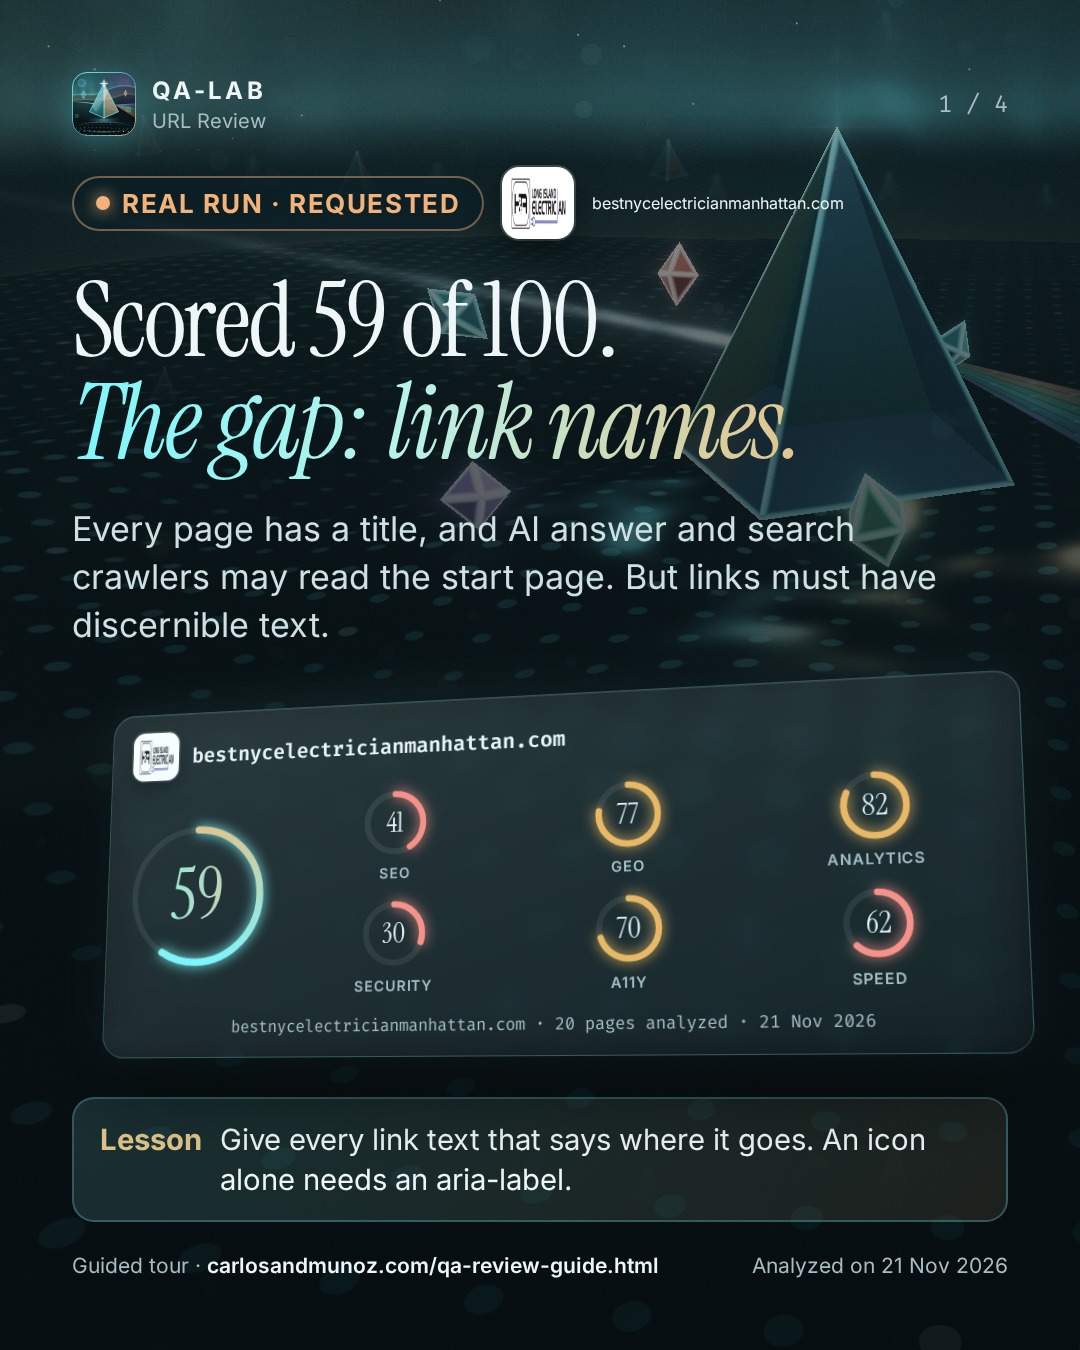 QA-LAB
URL Review
1 / 4
REAL RUN · REQUESTED
LONG ISLAND
ELECTRICIAN
bestnycelectricianmanhattan.com
Scored 59 of 100.
The gap: link names.
Every page has a title, and AI answer and search
crawlers may read the start page. But links must have
discernible text.
bestnycelectricianmanhattan.com
59
41
SEO
77
GEO
82
ANALYTICS
30
SECURITY
70
A11Y
62
SPEED
bestnycelectricianmanhattan.com · 20 pages analyzed · 21 Nov 2026
Lesson Give every link text that says where it goes. An icon
alone needs an aria-label.
Guided tour · carlosandmunoz.com/qa-review-guide.html
Analyzed on 21 Nov 2026